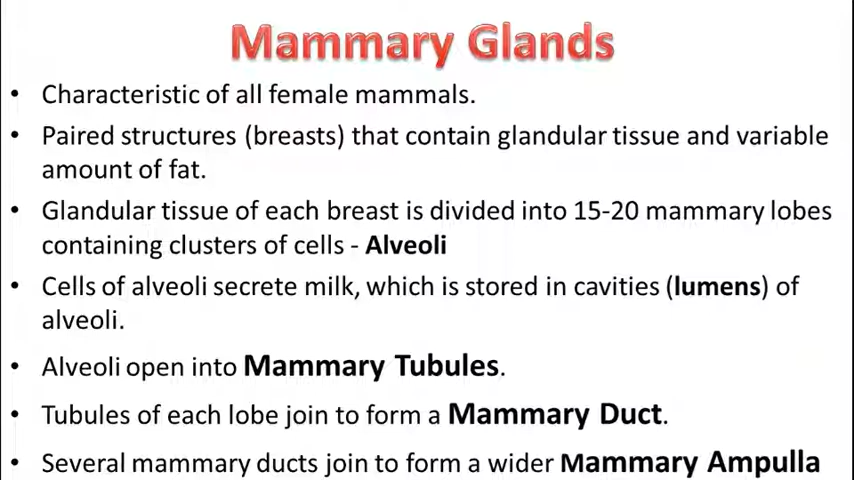 Mammary Glands
• Characteristic of all female mammals.
• Paired structures (breasts) that contain glandular tissue and variable
amount of fat.
• Glandular tissue of each breast is divided into 15-20 mammary lobes
containing clusters of cells - Alveoli
• Cells of alveoli secrete milk, which is stored in cavities (lumens) of
alveoli.
• Alveoli open into Mammary Tubules.
• Tubules of each lobe join to form a Mammary Duct.
• Several mammary ducts join to form a wider Mammary Ampulla